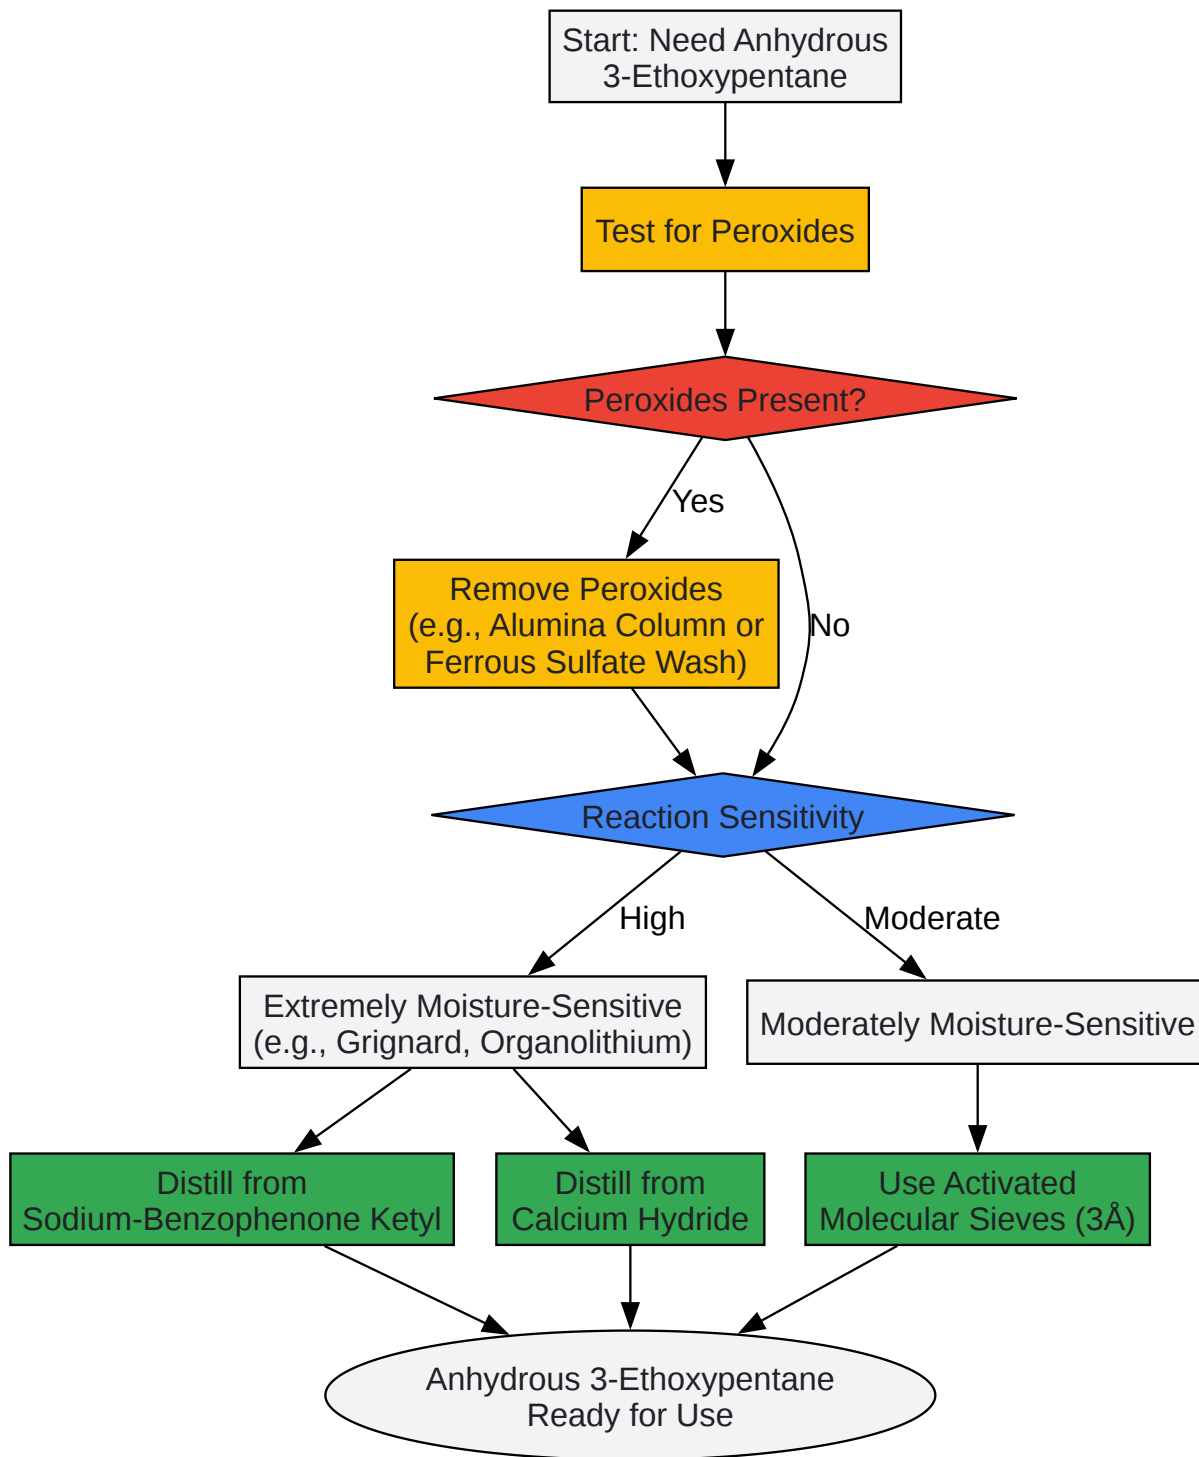 Start: Need Anhydrous
3-Ethoxypentane
Test for Peroxides
Peroxides Present?
Yes
Remove Peroxides
(e.g., Alumina Column or
Ferrous Sulfate Wash)
No
Reaction Sensitivity
High
Moderate
Extremely Moisture-Sensitive
(e.g., Grignard, Organolithium)
Moderately Moisture-Sensitive
Distill from
Sodium-Benzophenone Ketyl
Distill from
Calcium Hydride
Use Activated
Molecular Sieves (3Å)
Anhydrous 3-Ethoxypentane
Ready for Use